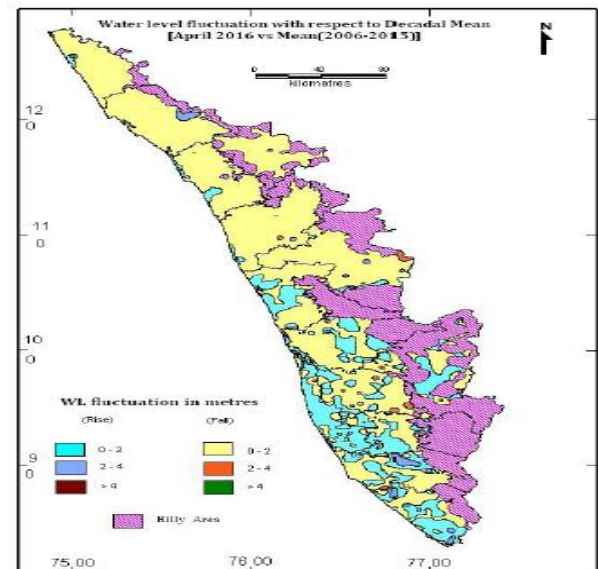 Water level fluctuation with respect to Decadal Mean
[April 2016 vs Mean(2006-2015)]
N
0 80
kilometres
12
0
11
0
10
0
9
0
WL fluctuation in metres
(Rise) (Fall)
0 - 2 0 - 2
2 - 4 2 - 4
> 4 > 4
Hilly Area
75,00 76,00 77,00